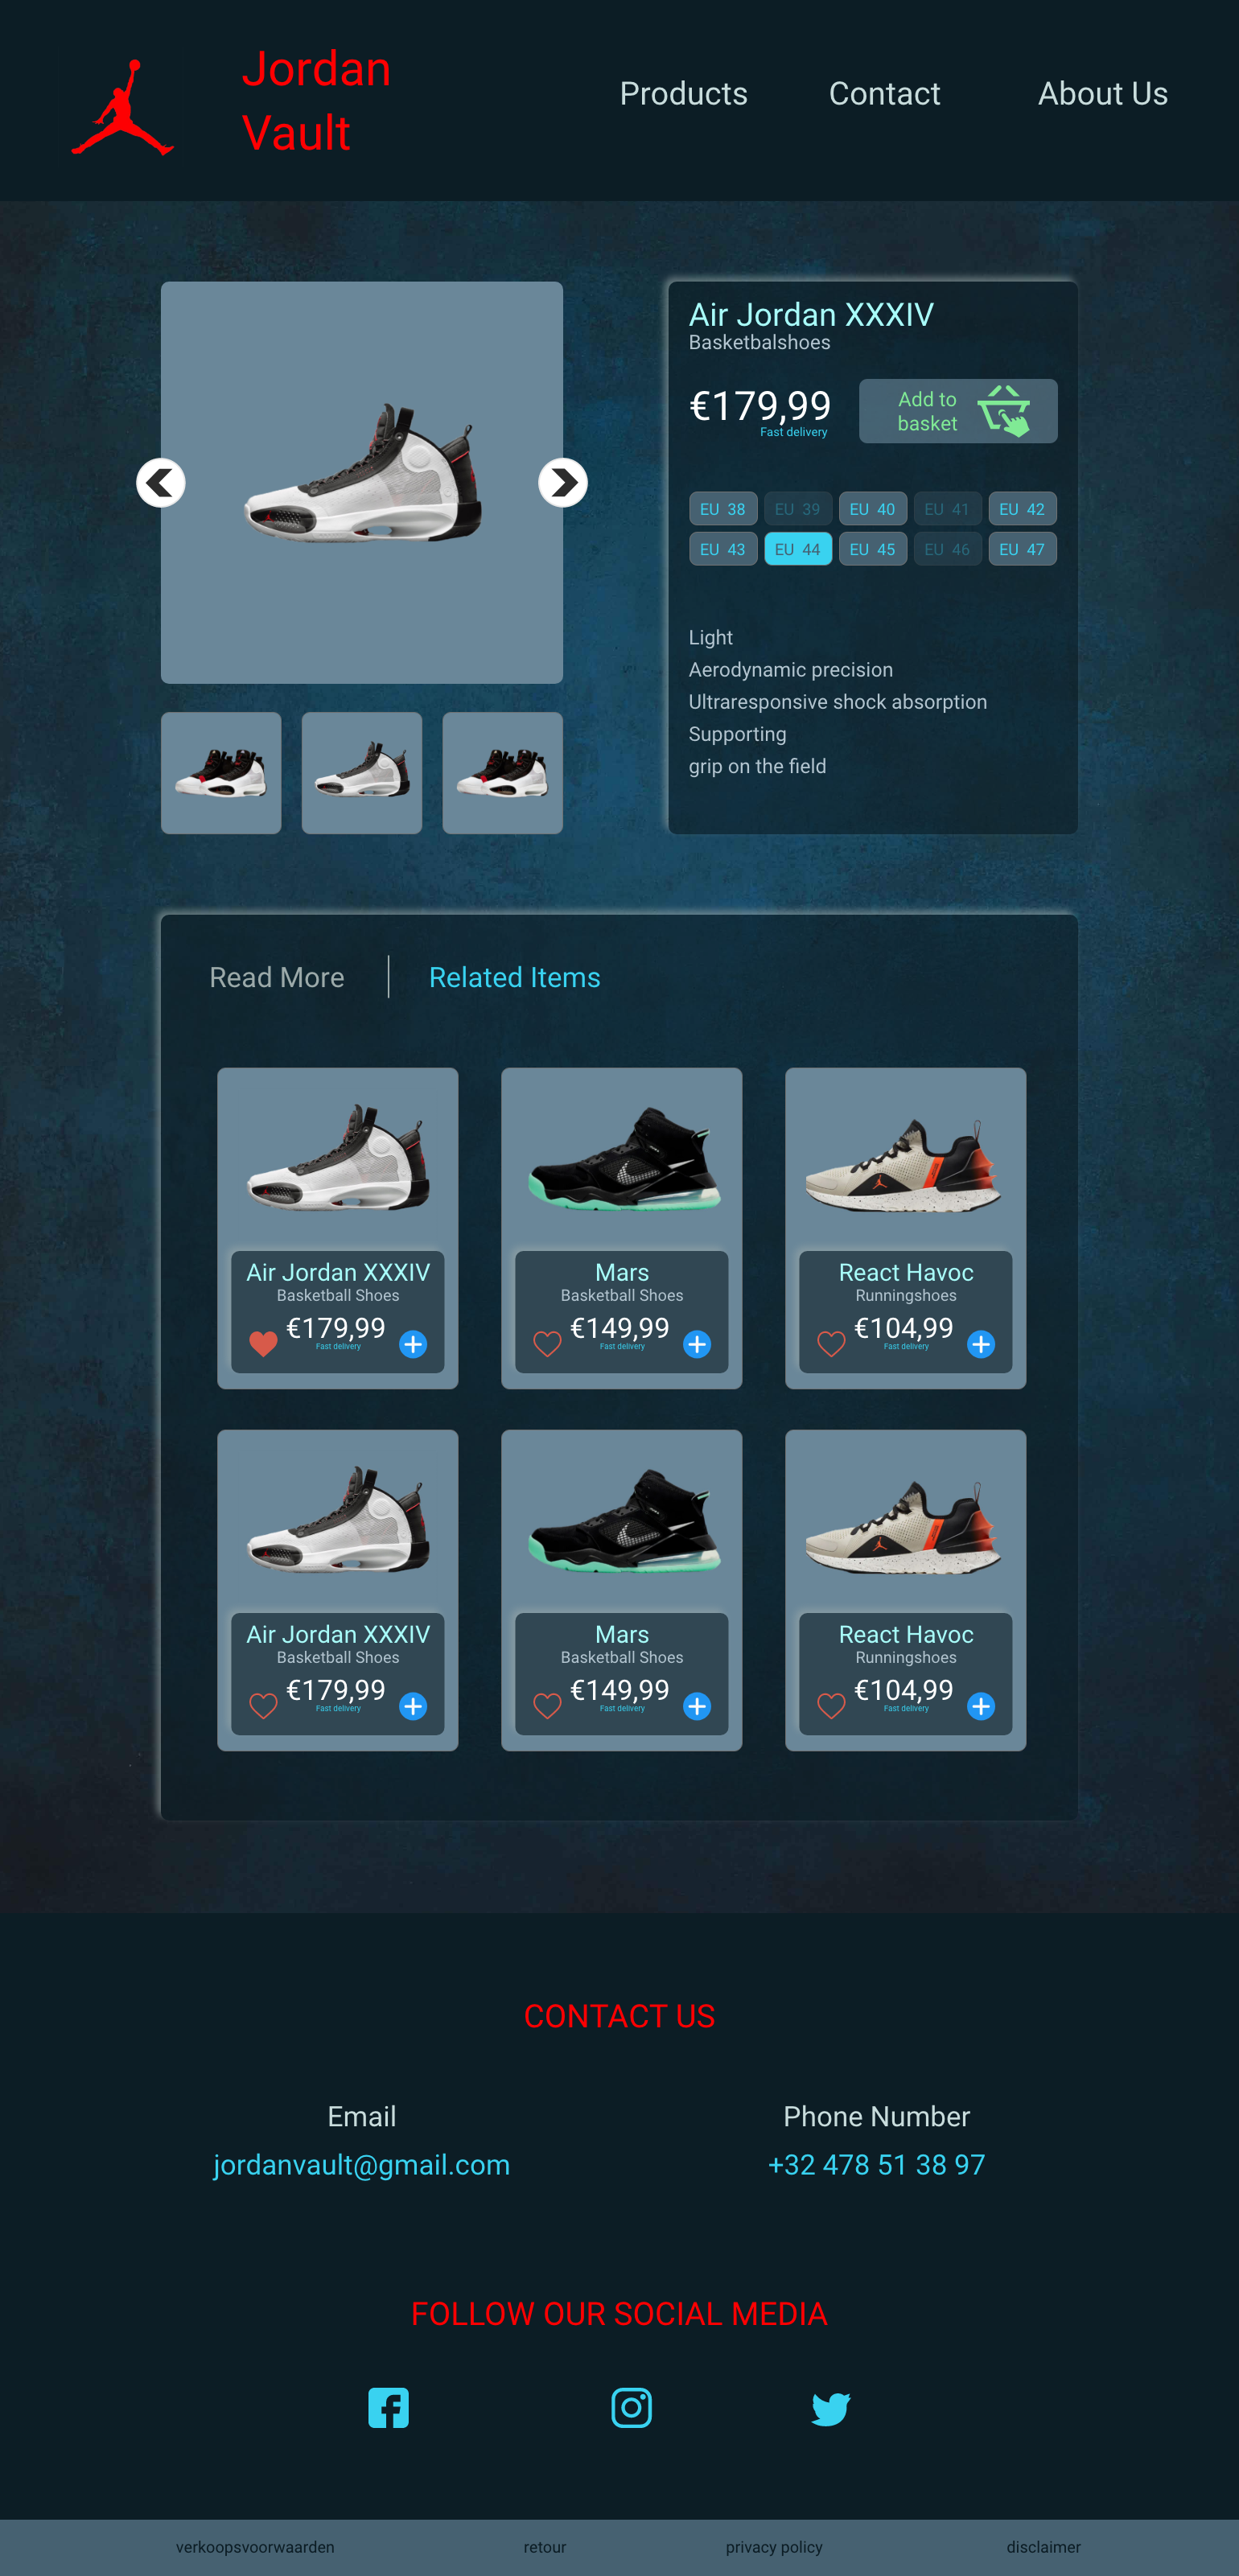 Jordan
Vault
Products Contact About Us
Air Jordan XXXIV
Basketbalshoes
€179,99
Fast delivery
Add to
basket
EU 38 EU 39 EU 40 EU 41 EU 42
EU 43 EU 44 EU 45 EU 46 EU 47
Light
Aerodynamic precision
Ultraresponsive shock absorption
Supporting
grip on the field
Read More Related Items
Air Jordan XXXIV
Basketball Shoes
€179,99
Fast delivery
Mars
Basketball Shoes
€149,99
Fast delivery
React Havoc
Runningshoes
€104,99
Fast delivery
Air Jordan XXXIV
Basketball Shoes
€179,99
Fast delivery
Mars
Basketball Shoes
€149,99
Fast delivery
React Havoc
Runningshoes
€104,99
Fast delivery
CONTACT US
Email
jordanvault@gmail.com
Phone Number
+32 478 51 38 97
FOLLOW OUR SOCIAL MEDIA
verkoopsvoorwaarden retour privacy policy disclaimer